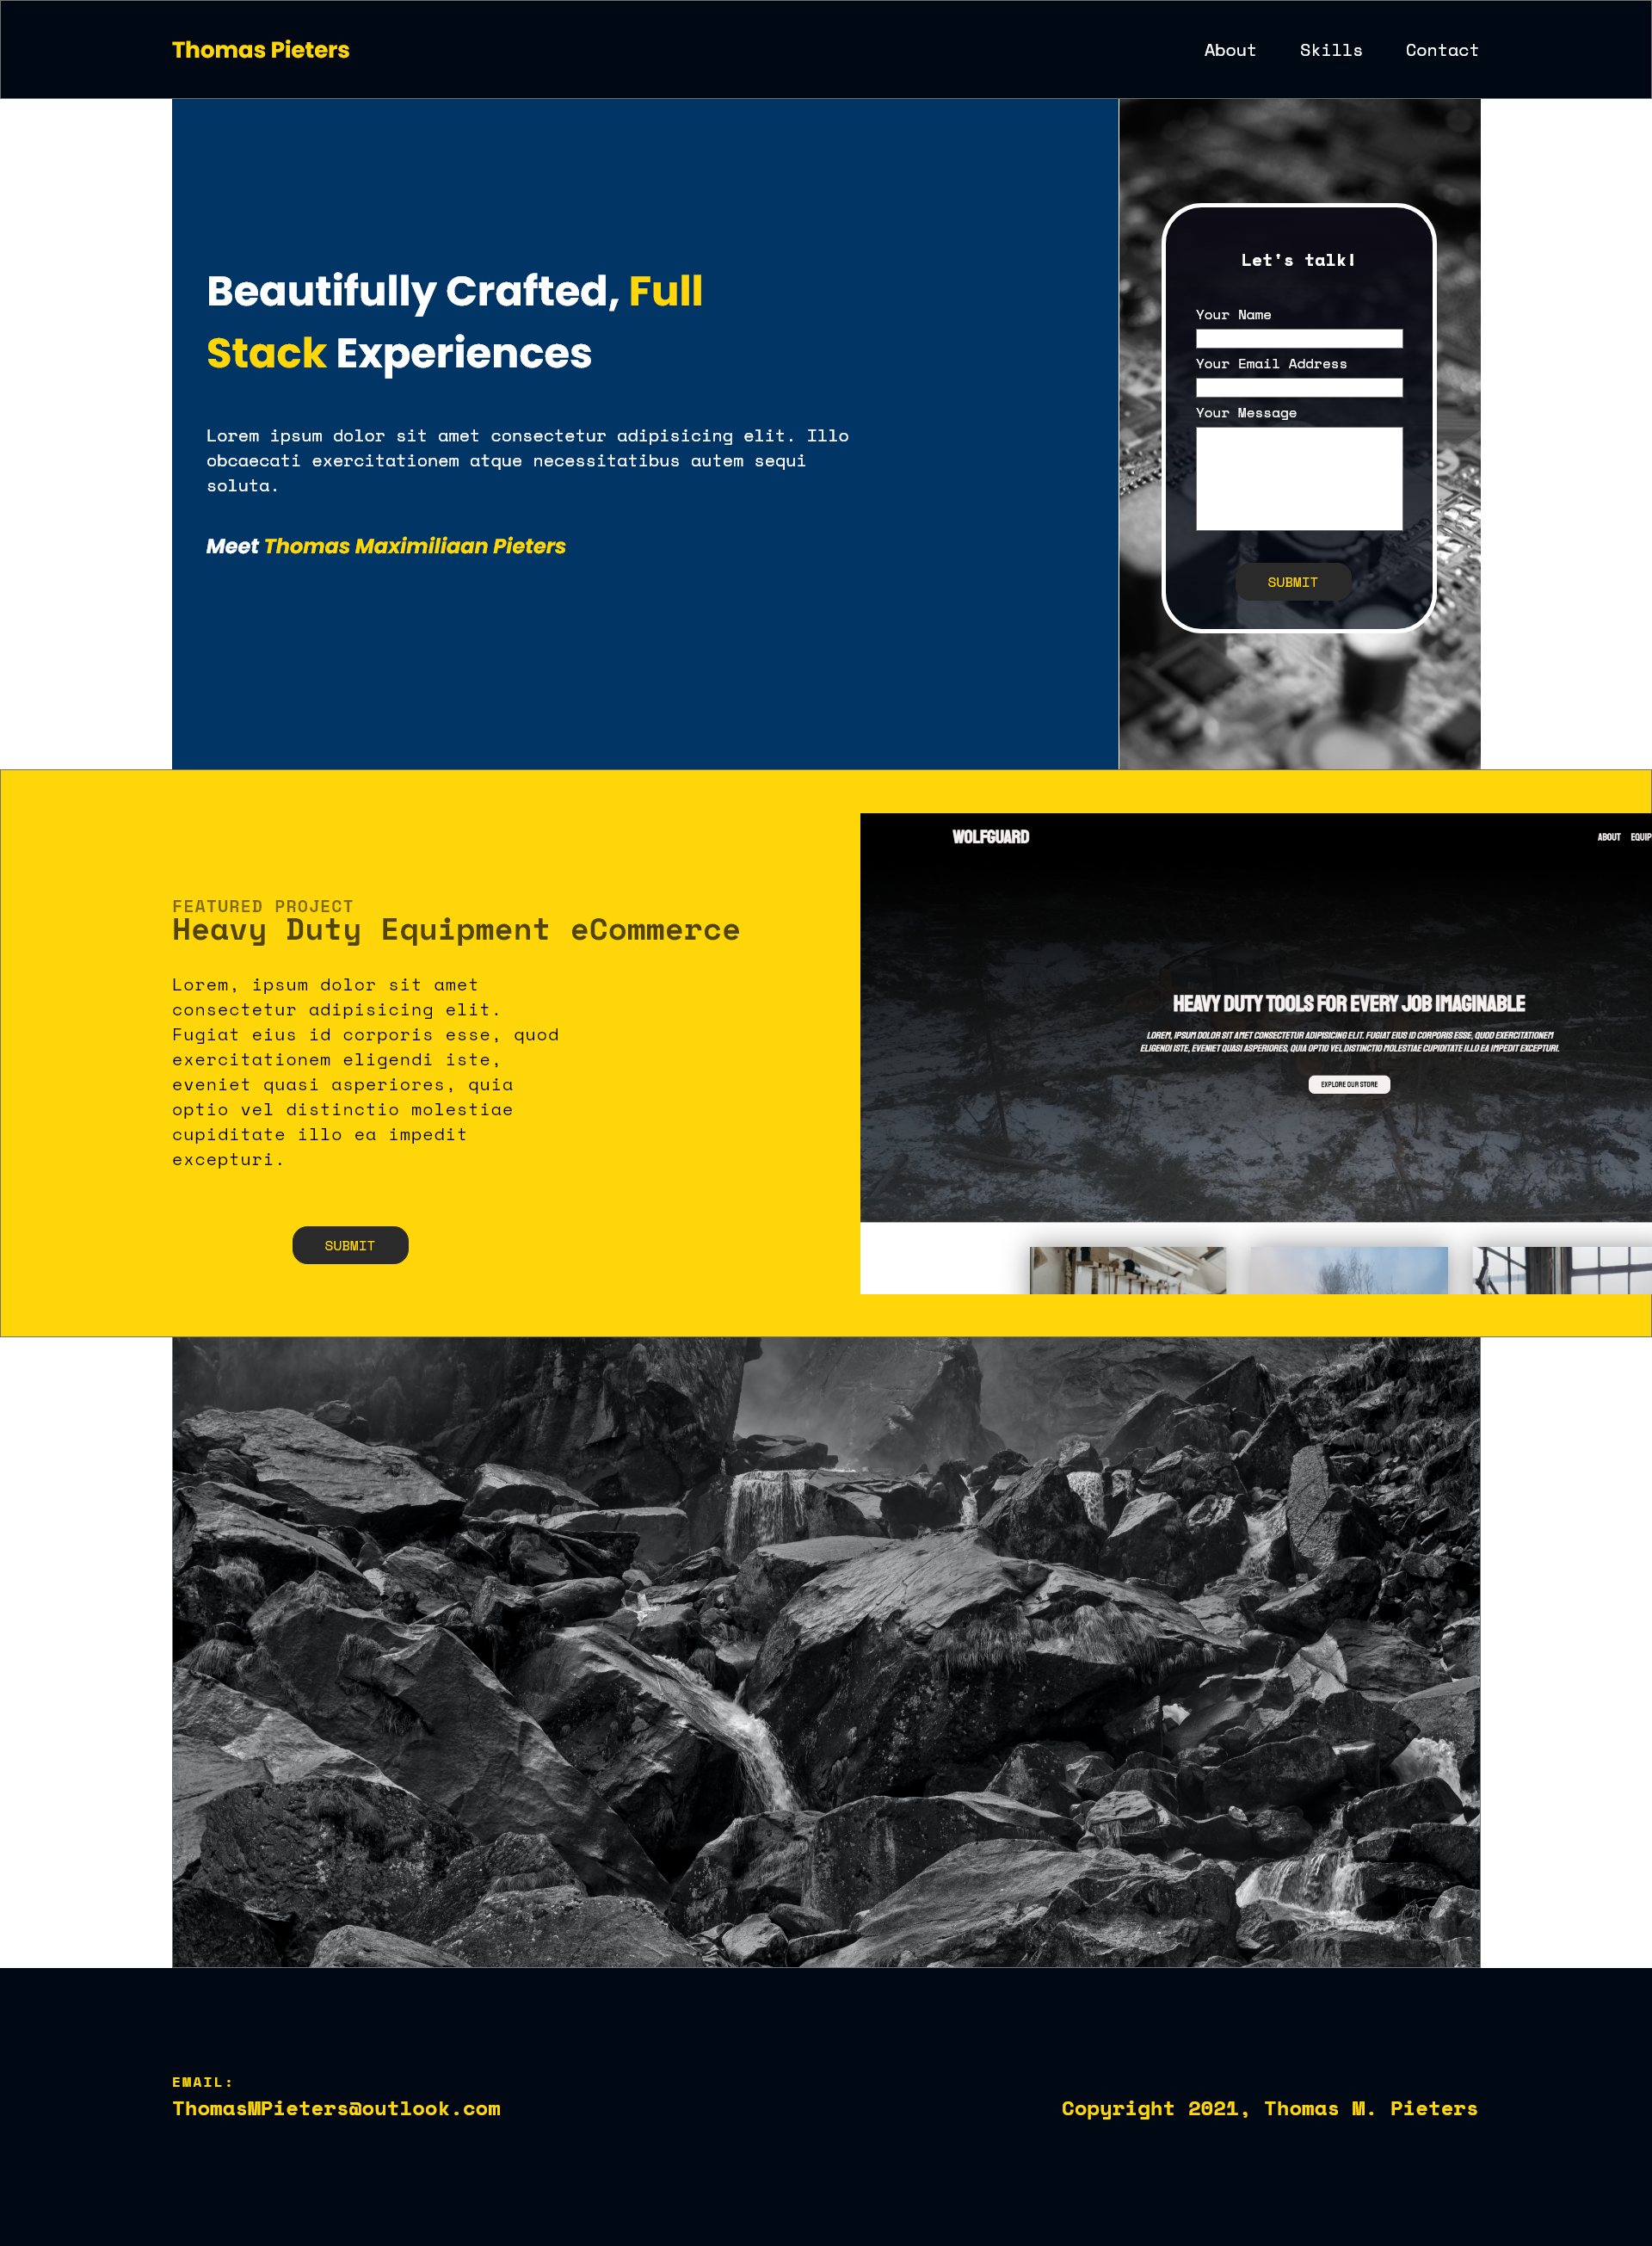 Thomas Pieters
About Skills Contact
Beautifully Crafted, Full
Stack Experiences
Lorem ipsum dolor sit amet consectetur adipisicing elit. Illo
obcaecati exercitationem atque necessitatibus autem sequi
soluta.
Meet Thomas Maximiliaan Pieters
Let's talk!
Your Name
Your Email Address
Your Message
SUBMIT
FEATURED PROJECT
Heavy Duty Equipment eCommerce
Lorem, ipsum dolor sit amet
consectetur adipisicing elit.
Fugiat eius id corporis esse, quod
exercitationem eligendi iste,
eveniet quasi asperiores, quia
optio vel distinctio molestiae
cupiditate illo ea impedit
excepturi.
SUBMIT
WOLFGUARD
ABOUT EQUIP
HEAVY DUTY TOOLS FOR EVERY JOB IMAGINABLE
LOREM, IPSUM DOLOR SIT AMET CONSECTETUR ADIPISICING ELIT. FUGIAT EIUS ID CORPORIS ESSE, QUOD EXERCITATIONEM
ELIGENDI ISTE, EVENIET QUASI ASPERIORES, QUIA OPTIO VEL DISTINCTIO MOLESTIAE CUPIDITATE ILLO EA IMPEDIT EXCEPTURI.
EXPLORE OUR STORE
EMAIL:
ThomasMPieters@outlook.com
Copyright 2021, Thomas M. Pieters